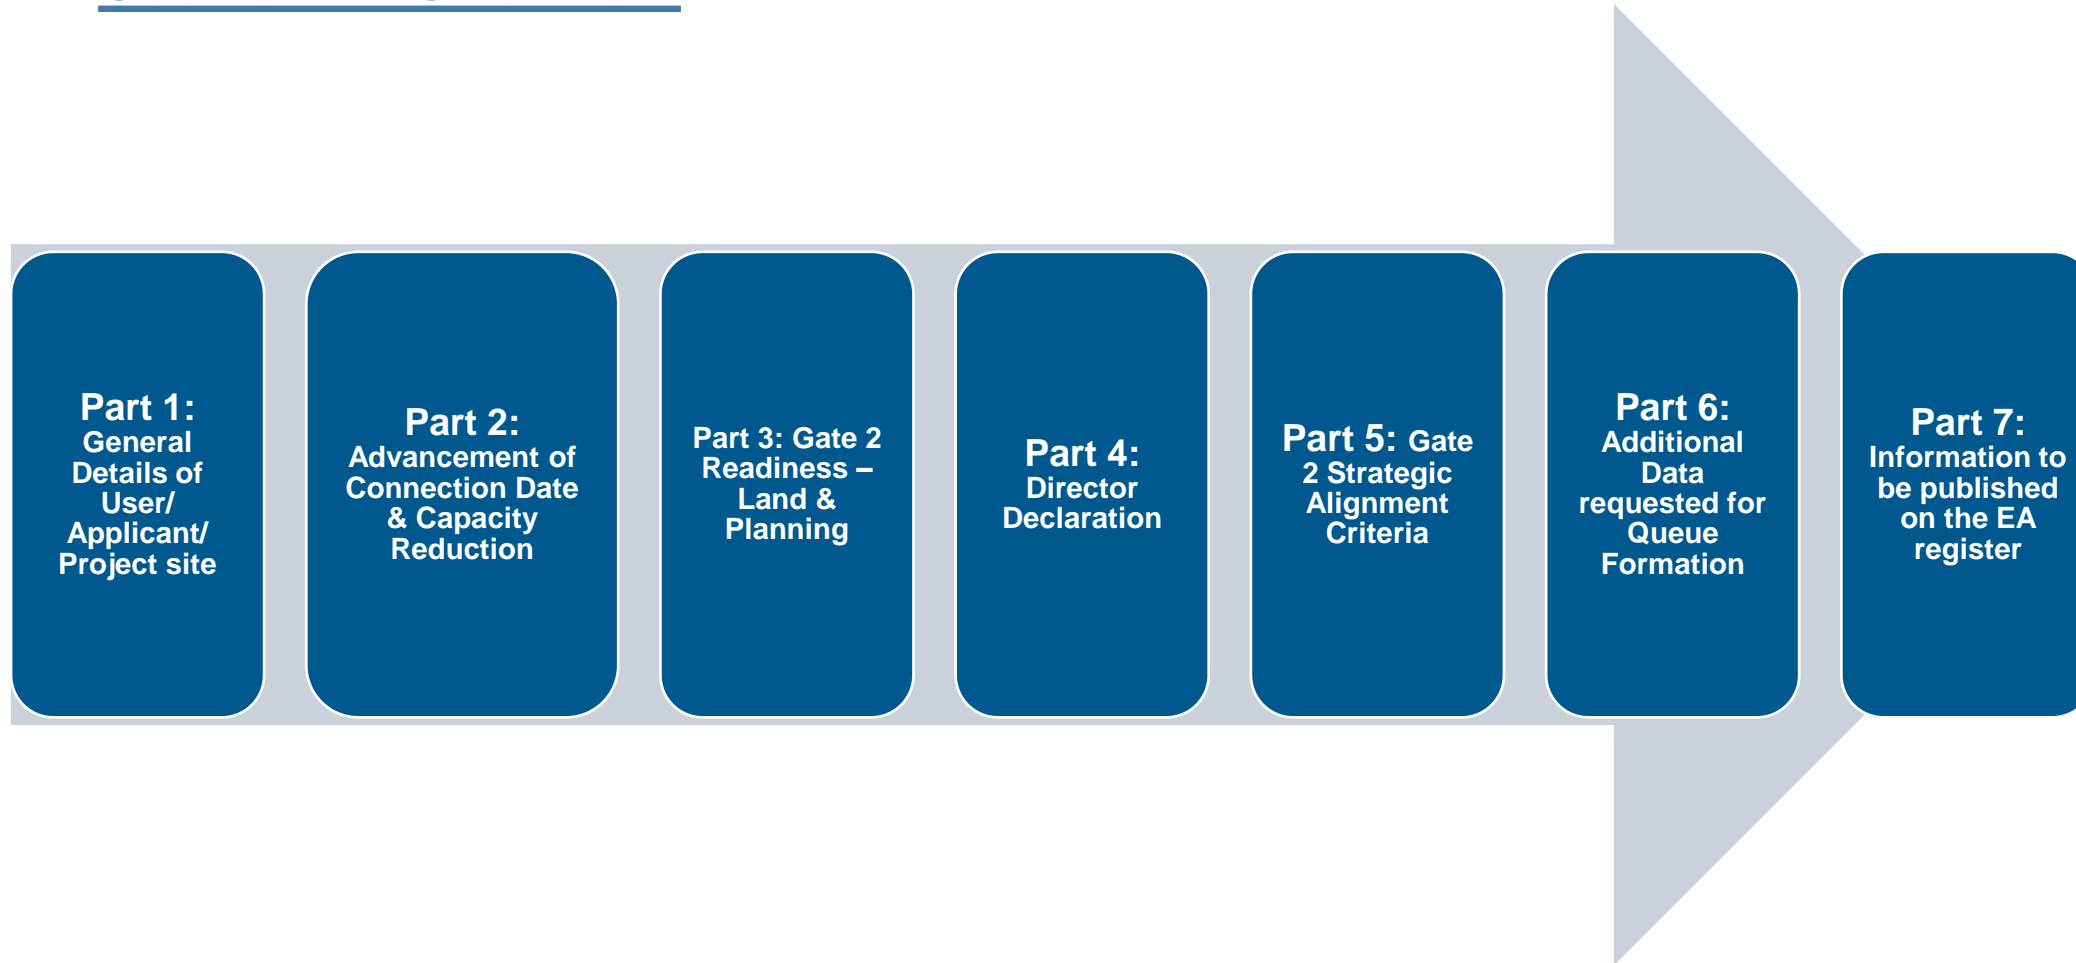 Part 1:
General
Details of
User/
Applicant/
Project site
Part 2:
Advancement of
Connection Date
& Capacity
Reduction
Part 3: Gate 2
Readiness –
Land &
Planning
Part 4:
Director
Declaration
Part 5: Gate
2 Strategic
Alignment
Criteria
Part 6:
Additional
Data
requested for
Queue
Formation
Part 7:
Information to
be published
on the EA
register